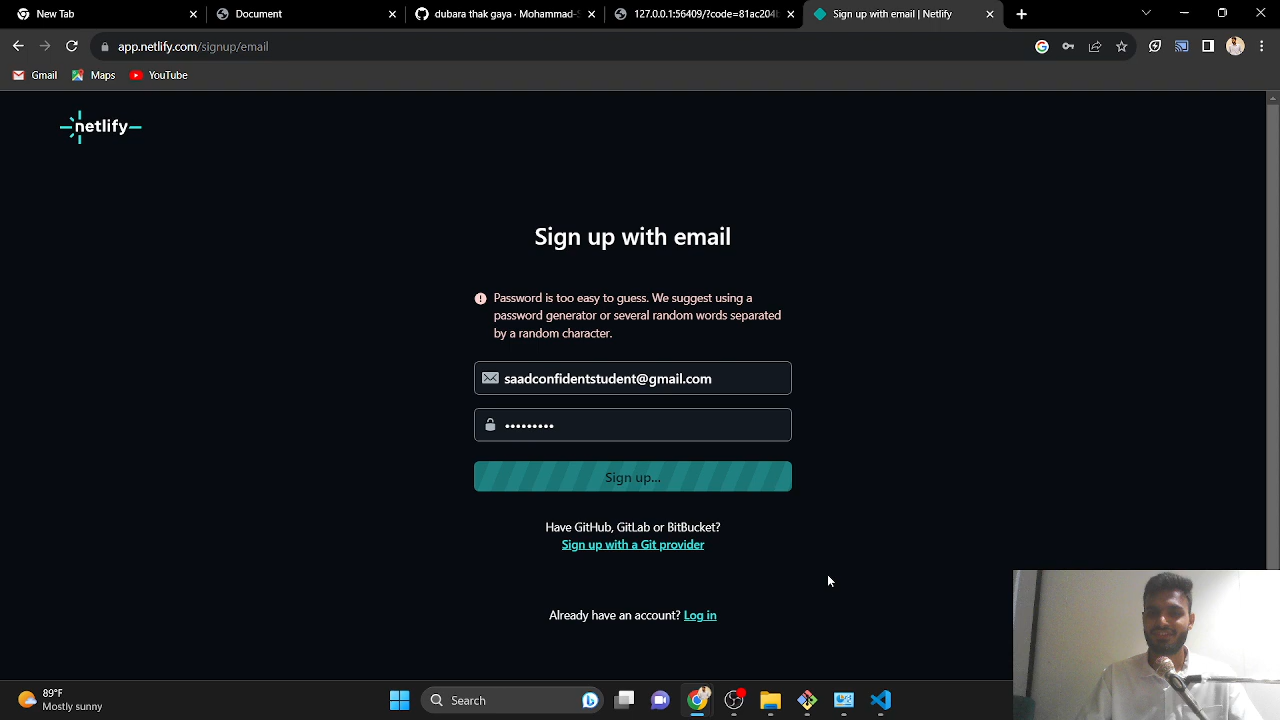 New Tab
Document
dubara thak gaya · Mohammad-S
127.0.0.1:56409/?code=81ac204b
Sign up with email | Netlify
app.netlify.com/signup/email
Gmail
Maps
YouTube
netlify
Sign up with email
Password is too easy to guess. We suggest using a
password generator or several random words separated
by a random character.
saadconfidentstudent@gmail.com
Sign up...
Have GitHub, GitLab or BitBucket?
Sign up with a Git provider
Already have an account? Log in
89°F
Mostly sunny
Search